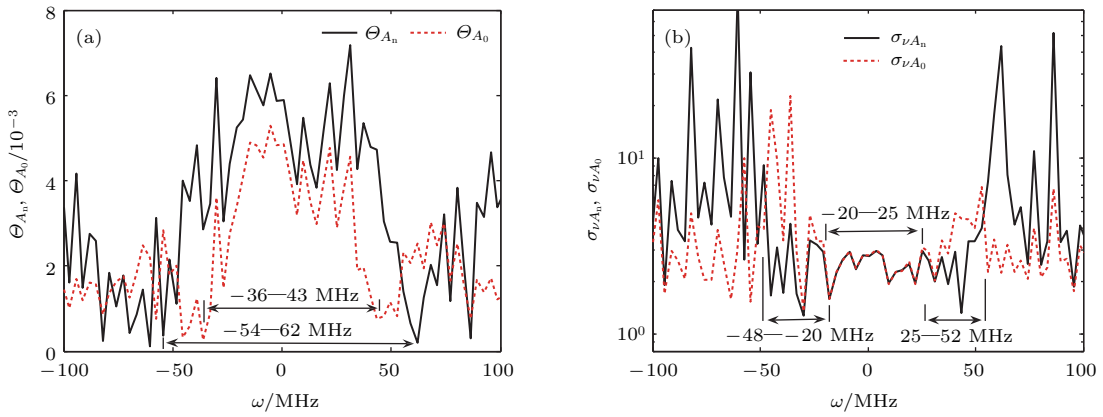 (a)
Θ_{A_n} Θ_{A_0}
8
6
4
2
0
Θ_{A_n}, Θ_{A_0}/10^{−3}
−36—43 MHz
−54—62 MHz
−100 −50 0 50 100
ω/MHz
(b)
σ_{νA_n}
σ_{νA_0}
10^1
10^0
σ_{νA_n}, σ_{νA_0}
−20—25 MHz
−48—−20 MHz 25—52 MHz
−100 −50 0 50 100
ω/MHz